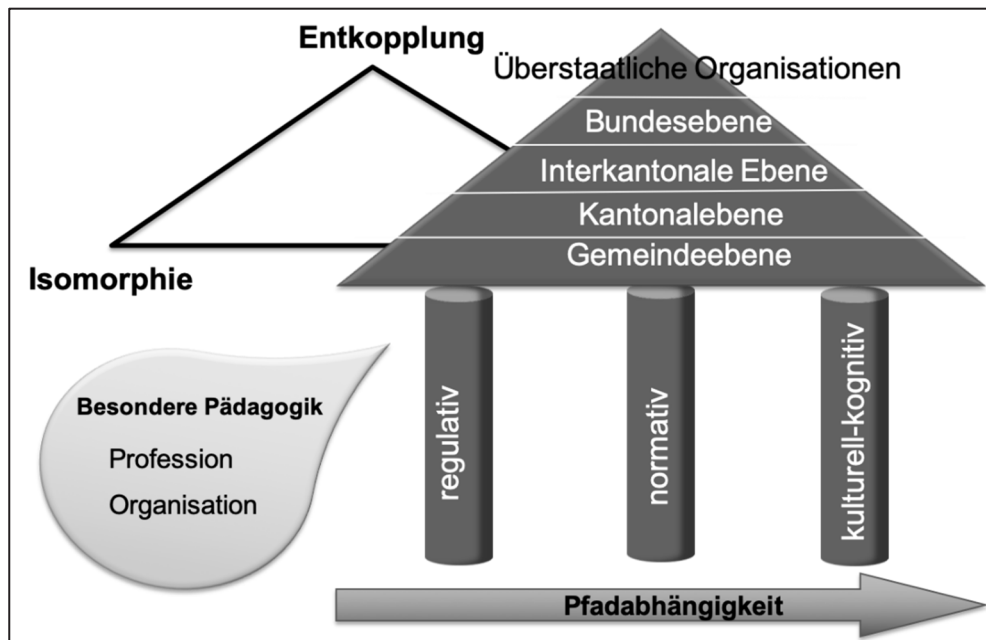 Entkopplung
Überstaatliche Organisationen
Bundesebene
Interkantonale Ebene
Kantonalebene
Gemeindeebene
Isomorphie
Besondere Pädagogik
Profession
Organisation
regulativ
normativ
kulturell-kognitiv
Pfadabhängigkeit